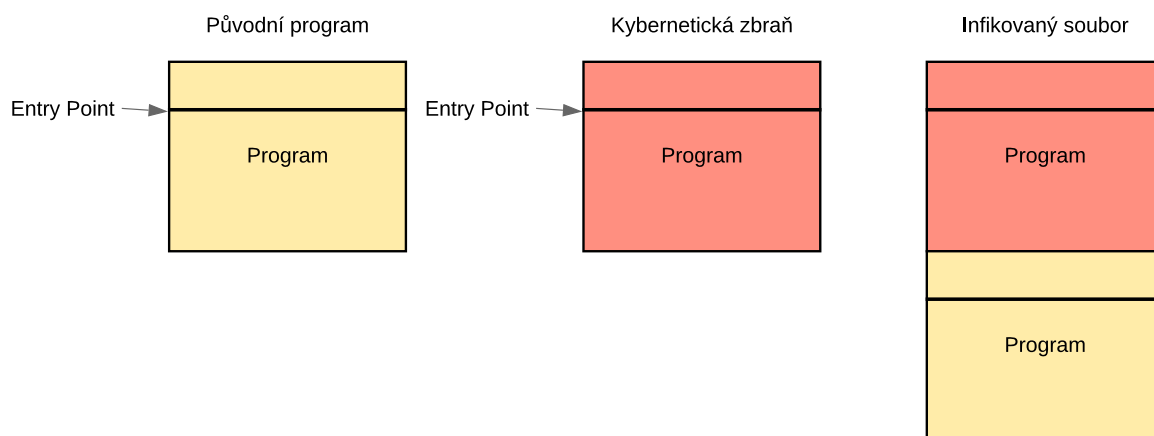 Původní program
Kybernetická zbraň
Infikovaný soubor
Entry Point
Entry Point
Program
Program
Program
Program